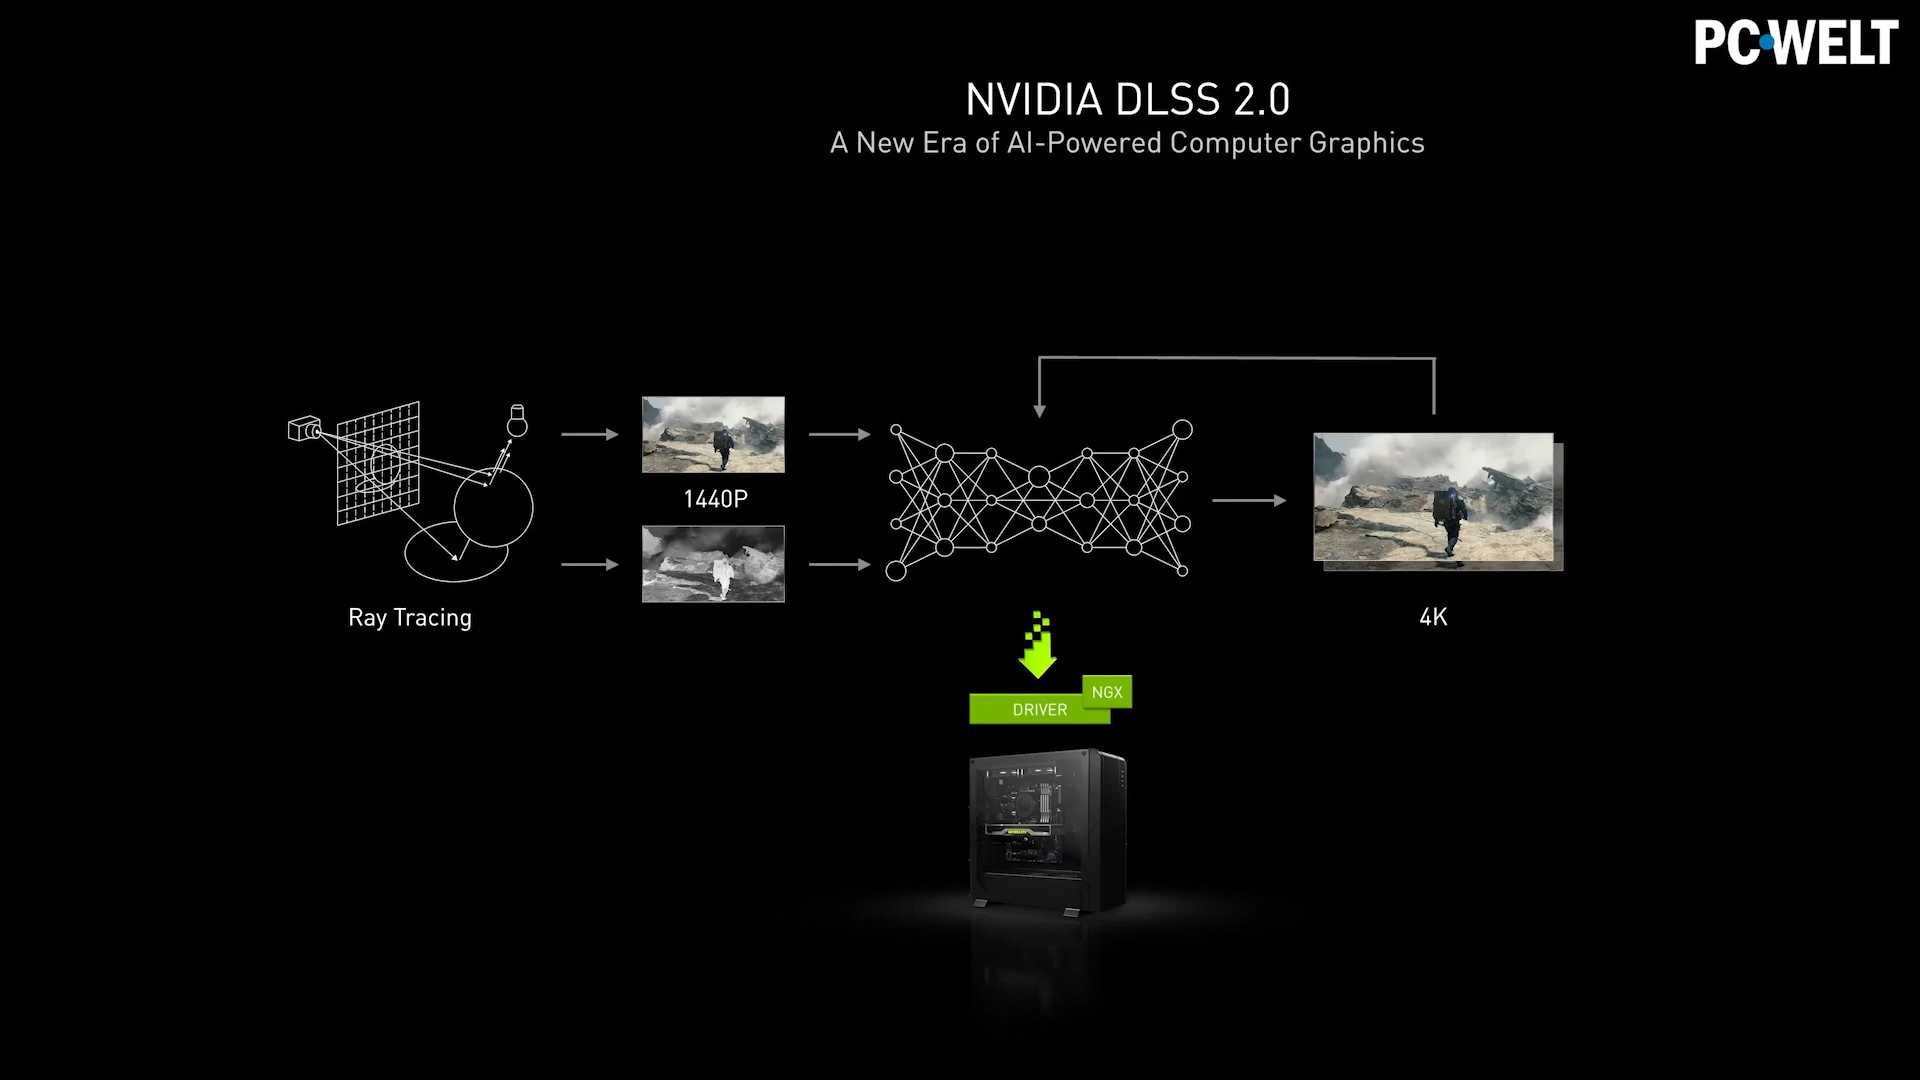 PC WELT
NVIDIA DLSS 2.0
A New Era of AI-Powered Computer Graphics
1440P
Ray Tracing
4K
NGX
DRIVER